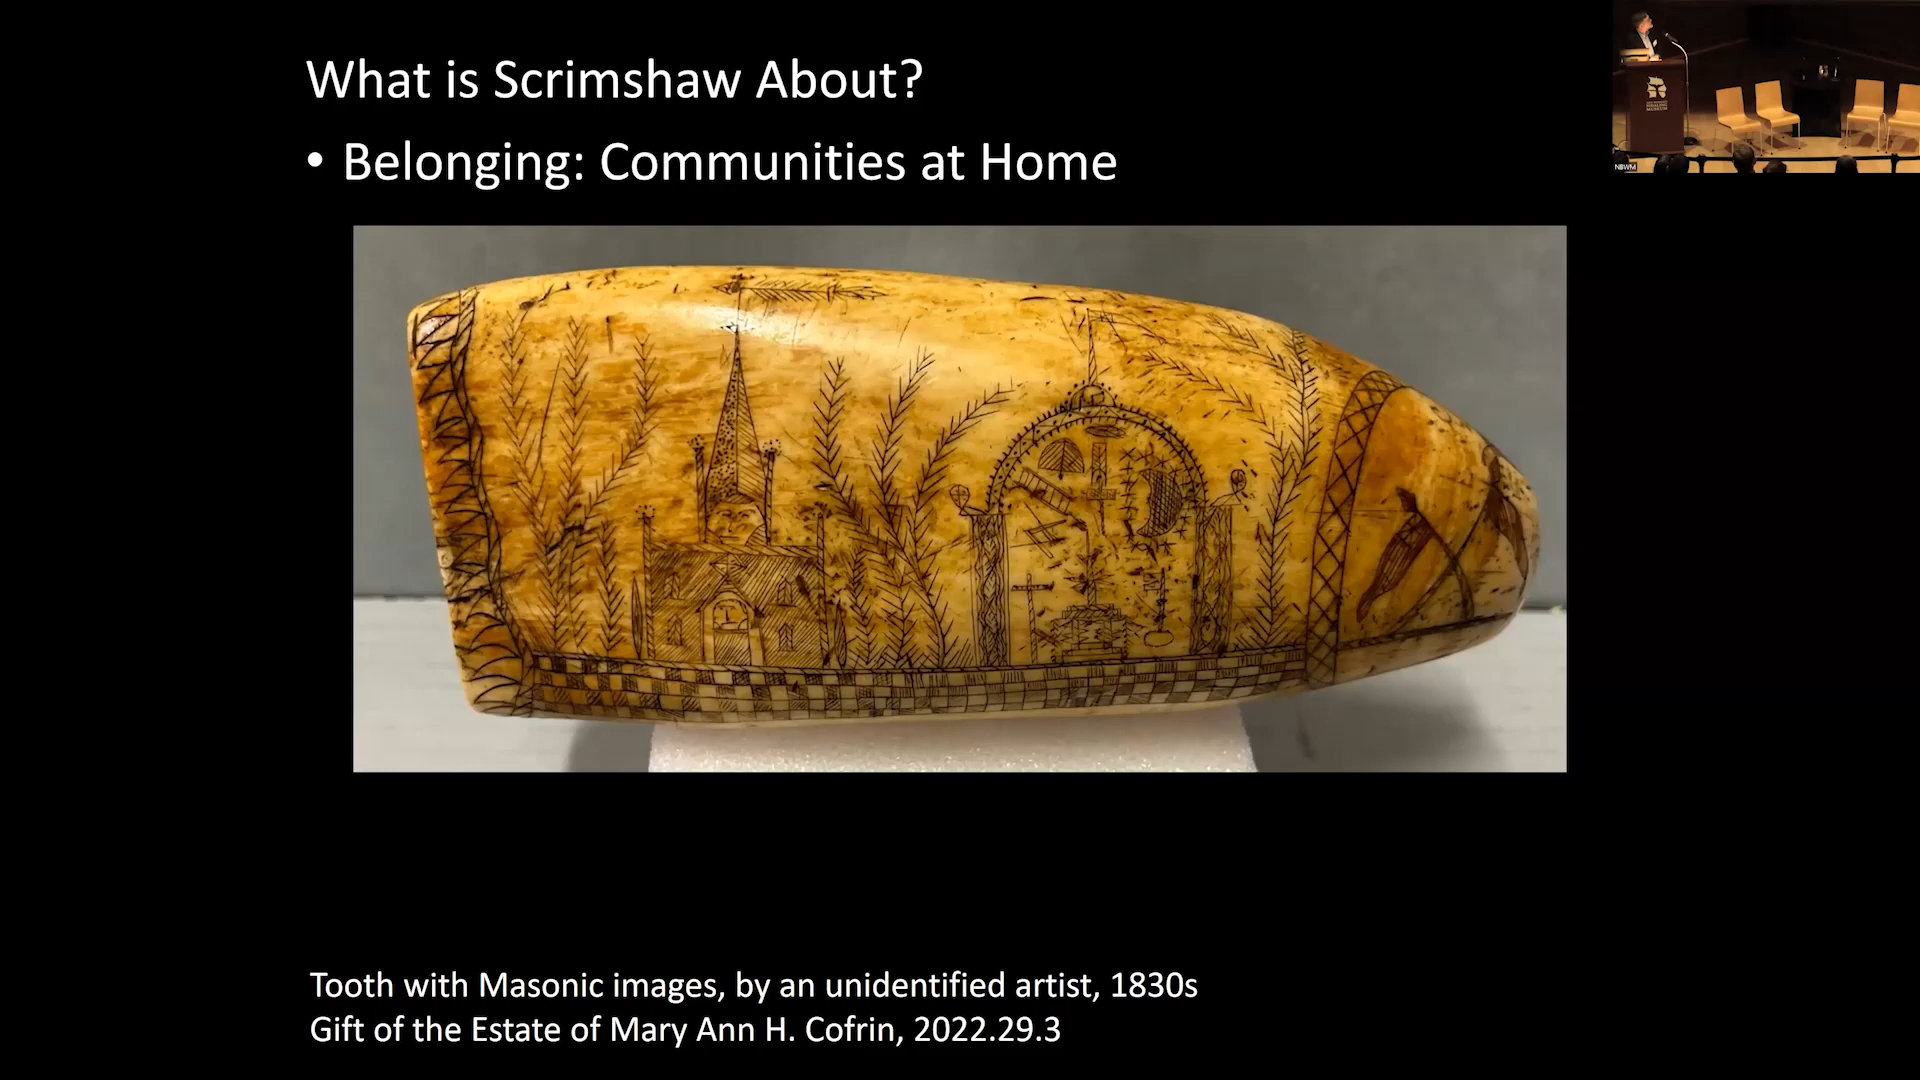 What is Scrimshaw About?
• Belonging: Communities at Home
NBWM
Tooth with Masonic images, by an unidentified artist, 1830s
Gift of the Estate of Mary Ann H. Cofrin, 2022.29.3